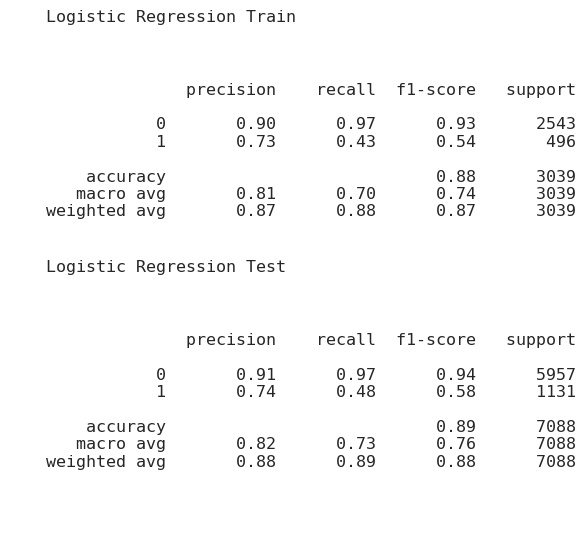 Logistic Regression Train
precision recall f1-score support
0 0.90 0.97 0.93 2543
1 0.73 0.43 0.54 496
accuracy 0.88 3039
macro avg 0.81 0.70 0.74 3039
weighted avg 0.87 0.88 0.87 3039
Logistic Regression Test
precision recall f1-score support
0 0.91 0.97 0.94 5957
1 0.74 0.48 0.58 1131
accuracy 0.89 7088
macro avg 0.82 0.73 0.76 7088
weighted avg 0.88 0.89 0.88 7088